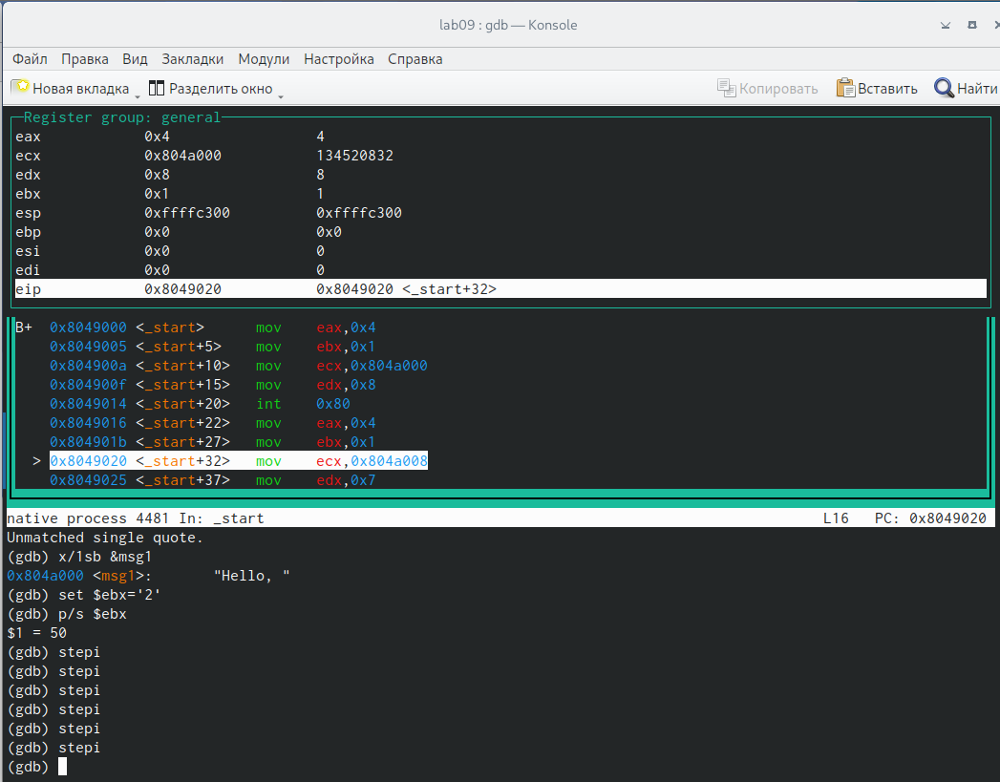 lab09 : gdb — Konsole
Файл Правка Вид Закладки Модули Настройка Справка
Новая вкладка Разделить окно Копировать Вставить Найти
Register group: general
eax 0x4 4
ecx 0x804a000 134520832
edx 0x8 8
ebx 0x1 1
esp 0xffffc300 0xffffc300
ebp 0x0 0x0
esi 0x0 0
edi 0x0 0
eip 0x8049020 0x8049020 <_start+32>
B+ 0x8049000 <_start> mov eax,0x4
0x8049005 <_start+5> mov ebx,0x1
0x804900a <_start+10> mov ecx,0x804a000
0x804900f <_start+15> mov edx,0x8
0x8049014 <_start+20> int 0x80
0x8049016 <_start+22> mov eax,0x4
0x804901b <_start+27> mov ebx,0x1
> 0x8049020 <_start+32> mov ecx,0x804a008
0x8049025 <_start+37> mov edx,0x7
native process 4481 In: _start L16 PC: 0x8049020
Unmatched single quote.
(gdb) x/1sb &msg1
0x804a000 <msg1>: "Hello, "
(gdb) set $ebx='2'
(gdb) p/s $ebx
$1 = 50
(gdb) stepi
(gdb) stepi
(gdb) stepi
(gdb) stepi
(gdb) stepi
(gdb) stepi
(gdb)